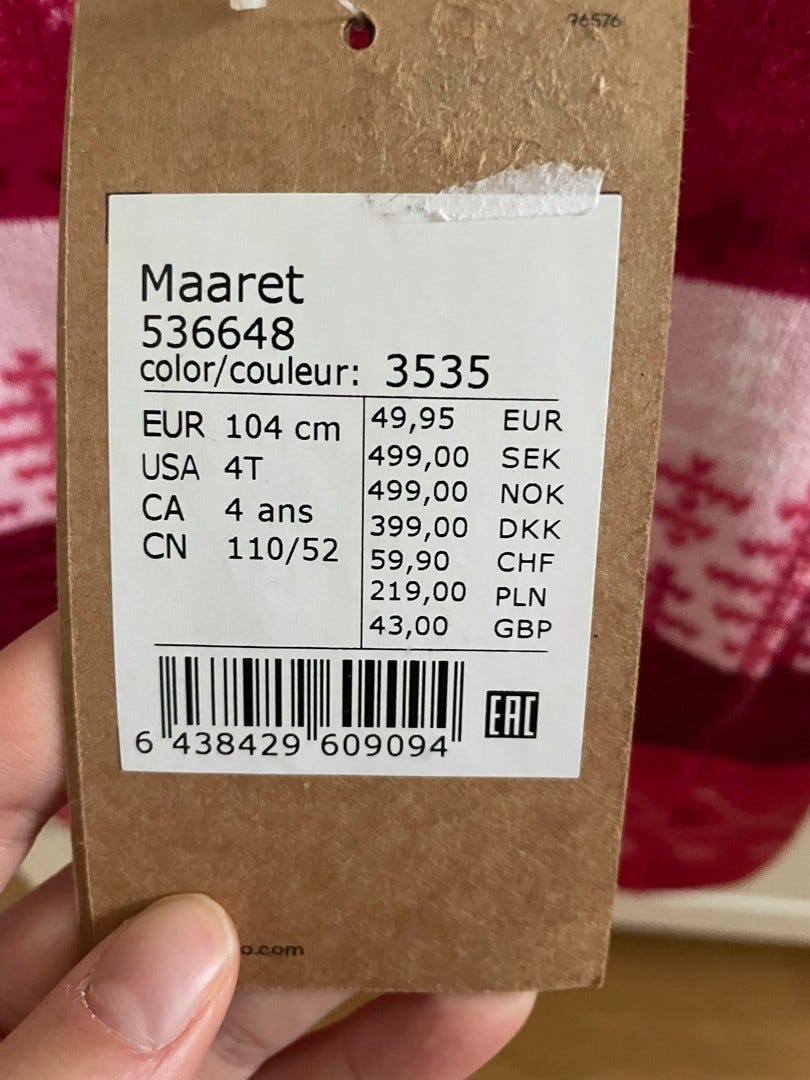 76576
Maaret
536648
color/couleur: 3535
EUR 104 cm
USA 4T
CA 4 ans
CN 110/52
49,95 EUR
499,00 SEK
499,00 NOK
399,00 DKK
59,90 CHF
219,00 PLN
43,00 GBP
6 438429 609094
EAC
a.com